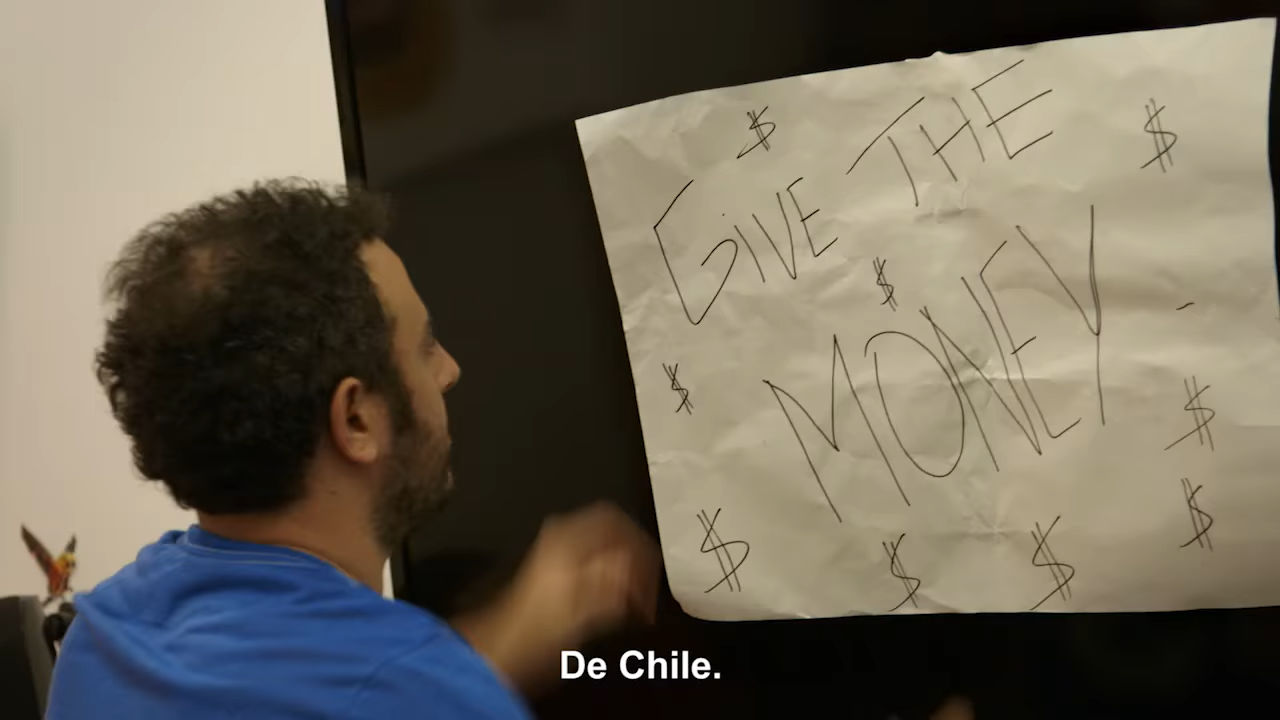 $ GIVE THE $
$ MONEY
$ $
$ $ $ $
De Chile.